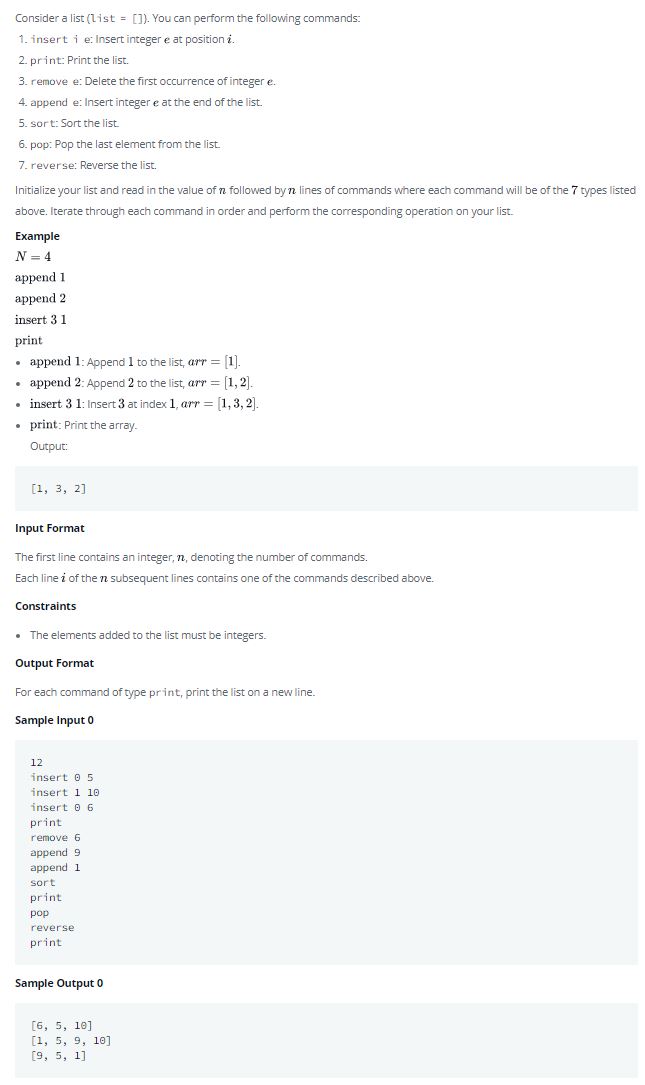 Consider a list (list = []). You can perform the following commands:
1. insert i e: Insert integer e at position i.
2. print: Print the list.
3. remove e: Delete the first occurrence of integer e.
4. append e: Insert integer e at the end of the list.
5. sort: Sort the list.
6. pop: Pop the last element from the list.
7. reverse: Reverse the list.
Initialize your list and read in the value of n followed by n lines of commands where each command will be of the 7 types listed
above. Iterate through each command in order and perform the corresponding operation on your list.
Example
N = 4
append 1
append 2
insert 3 1
print
• append 1: Append 1 to the list, arr = [1].
• append 2: Append 2 to the list, arr = [1, 2].
• insert 3 1: Insert 3 at index 1, arr = [1, 3, 2].
• print: Print the array.
Output:
[1, 3, 2]
Input Format
The first line contains an integer, n, denoting the number of commands.
Each line i of the n subsequent lines contains one of the commands described above.
Constraints
• The elements added to the list must be integers.
Output Format
For each command of type print, print the list on a new line.
Sample Input 0
12
insert 0 5
insert 1 10
insert 0 6
print
remove 6
append 9
append 1
sort
print
pop
reverse
print
Sample Output 0
[6, 5, 10]
[1, 5, 9, 10]
[9, 5, 1]